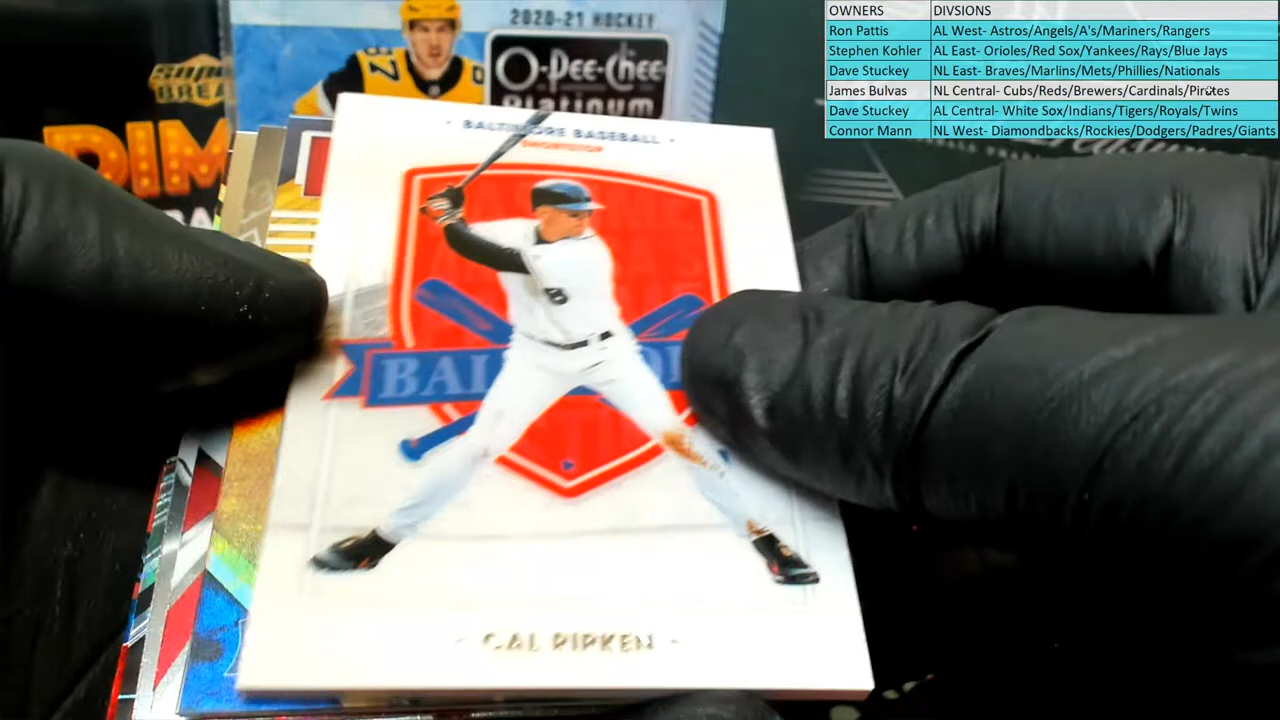 OWNERS DIVSIONS
Ron Pattis AL West- Astros/Angels/A's/Mariners/Rangers
Stephen Kohler AL East- Orioles/Red Sox/Yankees/Rays/Blue Jays
Dave Stuckey NL East- Braves/Marlins/Mets/Phillies/Nationals
James Bulvas NL Central- Cubs/Reds/Brewers/Cardinals/Pirates
Dave Stuckey AL Central- White Sox/Indians/Tigers/Royals/Twins
Connor Mann NL West- Diamondbacks/Rockies/Dodgers/Padres/Giants
2020-21 HOCKEY
O-Pee-Chee
Platinum
DIM
BALTIMORE BASEBALL
SHORTSTOP
8
BAL
CAL RIPKEN